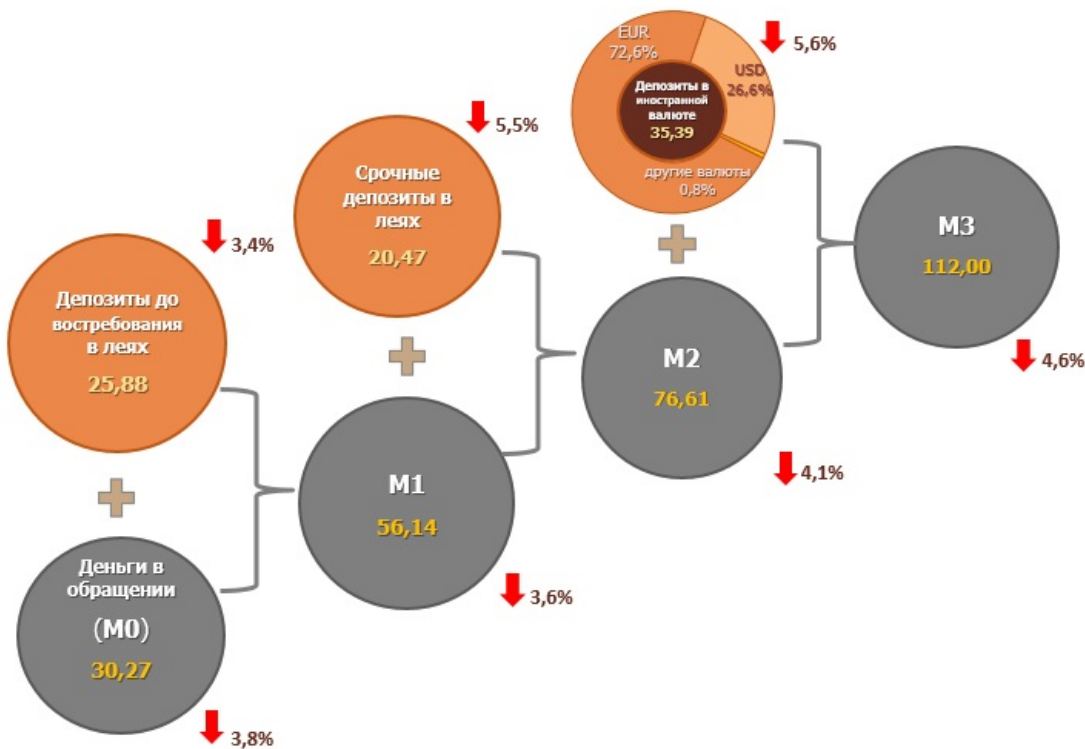 EUR
72,6%
5,6%
USD
26,6%
Депозиты в
иностранной
валюте
35,39
другие валюты
0,8%
5,5%
Срочные
депозиты в
леях
20,47
M3
112,00
4,6%
3,4%
Депозиты до
востребования
в леях
25,88
M2
76,61
4,1%
M1
56,14
3,6%
Деньги в
обращении
(M0)
30,27
3,8%